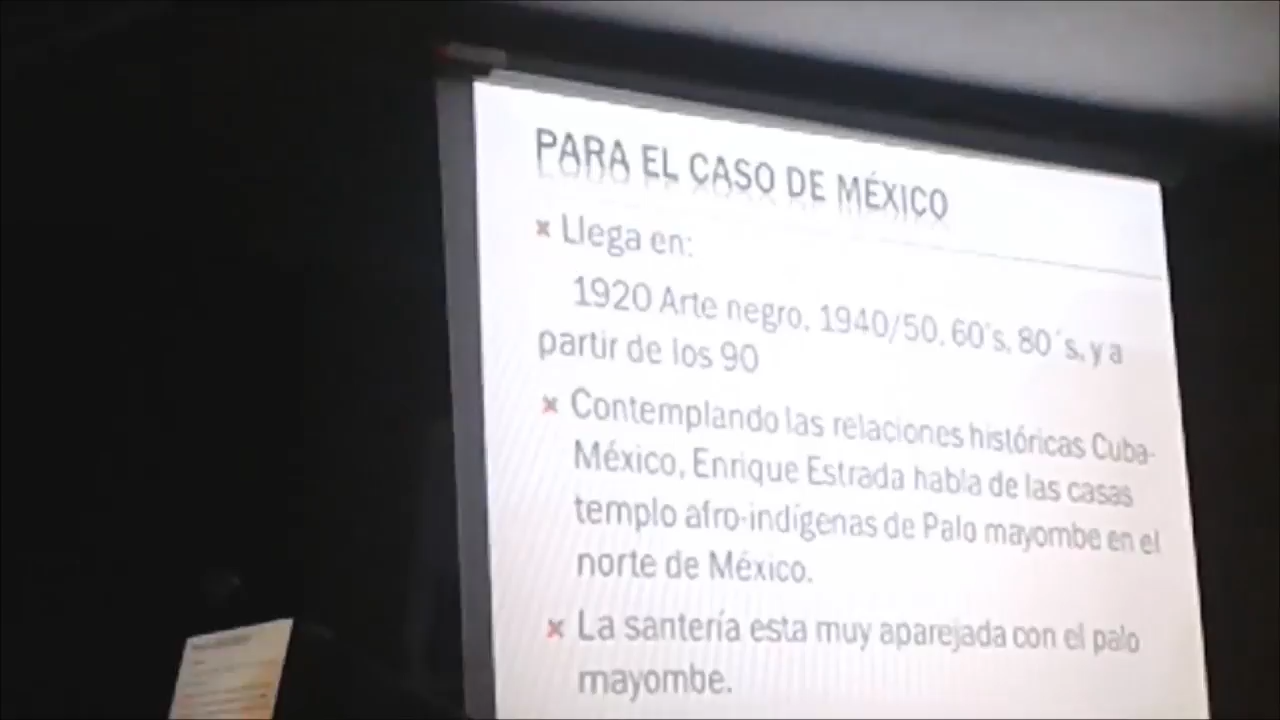 PARA EL CASO DE MÉXICO
× Llega en:
1920 Arte negro, 1940/50, 60´s, 80´s, y a
partir de los 90
× Contemplando las relaciones históricas Cuba-
México, Enrique Estrada habla de las casas
templo afro-indígenas de Palo mayombe en el
norte de México.
× La santería esta muy aparejada con el palo
mayombe.